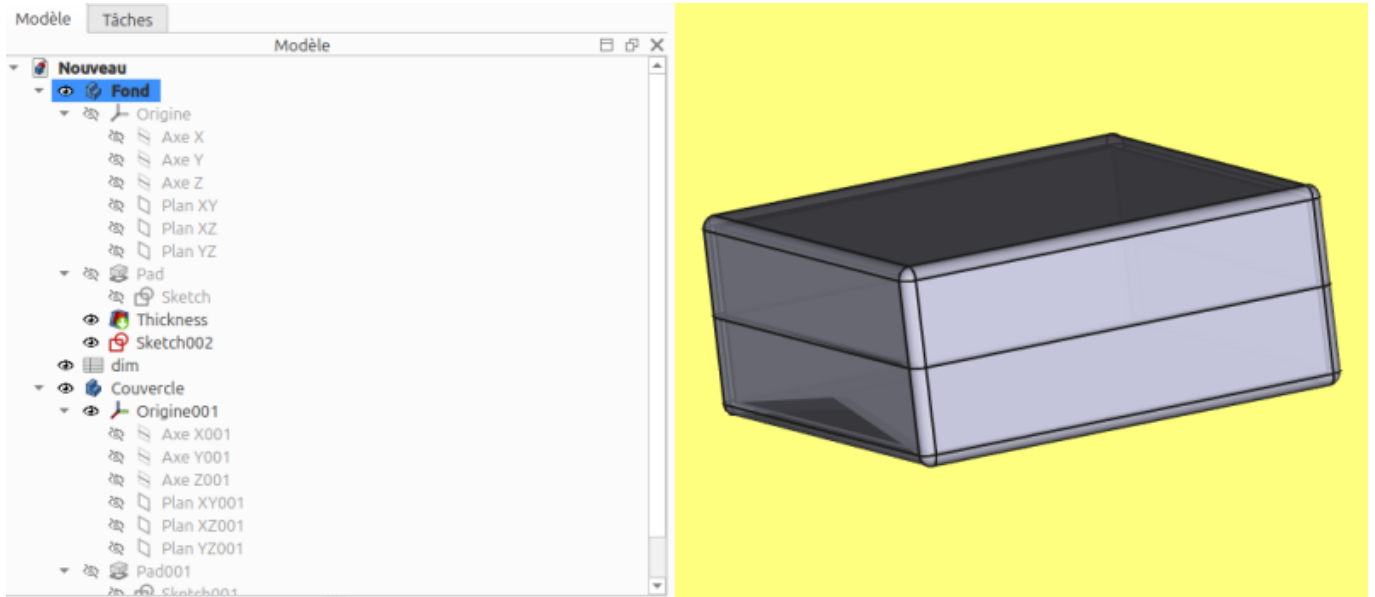 Modèle Tâches
Modèle
Nouveau
Fond
Origine
Axe X
Axe Y
Axe Z
Plan XY
Plan XZ
Plan YZ
Pad
Sketch
Thickness
Sketch002
dim
Couvercle
Origine001
Axe X001
Axe Y001
Axe Z001
Plan XY001
Plan XZ001
Plan YZ001
Pad001
Sketch001